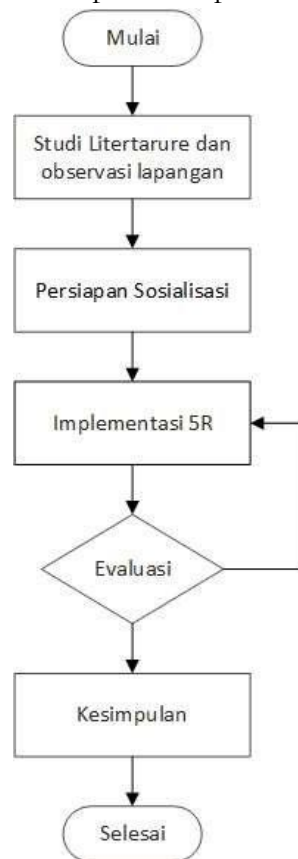 Mulai
Studi Litertarure dan
observasi lapangan
Persiapan Sosialisasi
Implementasi 5R
Evaluasi
Kesimpulan
Selesai